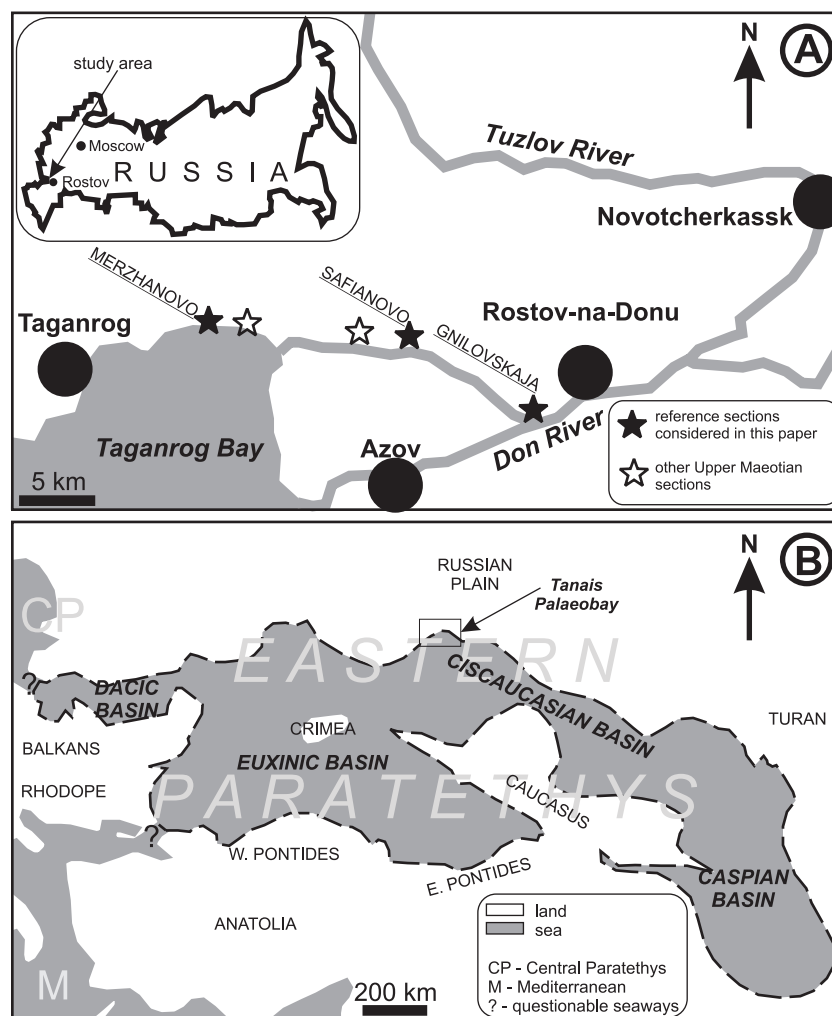 N
A
study area
Moscow
RUSSIA
Rostov
Tuzlov River
Novotcherkassk
MERZHANOVO
SAFIANOVO
GNILOVSKAJA
Taganrog
Rostov-na-Donu
Taganrog Bay
Azov
Don River
reference sections
considered in this paper
other Upper Maeotian
sections
5 km
N
B
RUSSIAN
PLAIN
Tanais
Palaeobay
CP
EASTERN
?
DACIC
BASIN
CISCAUCASIAN BASIN
TURAN
CRIMEA
BALKANS
EUXINIC BASIN
RHODOPE
PARATETHYS
CAUCASUS
?
W. PONTIDES
E. PONTIDES
CASPIAN
BASIN
ANATOLIA
land
sea
CP - Central Paratethys
M - Mediterranean
? - questionable seaways
M
200 km